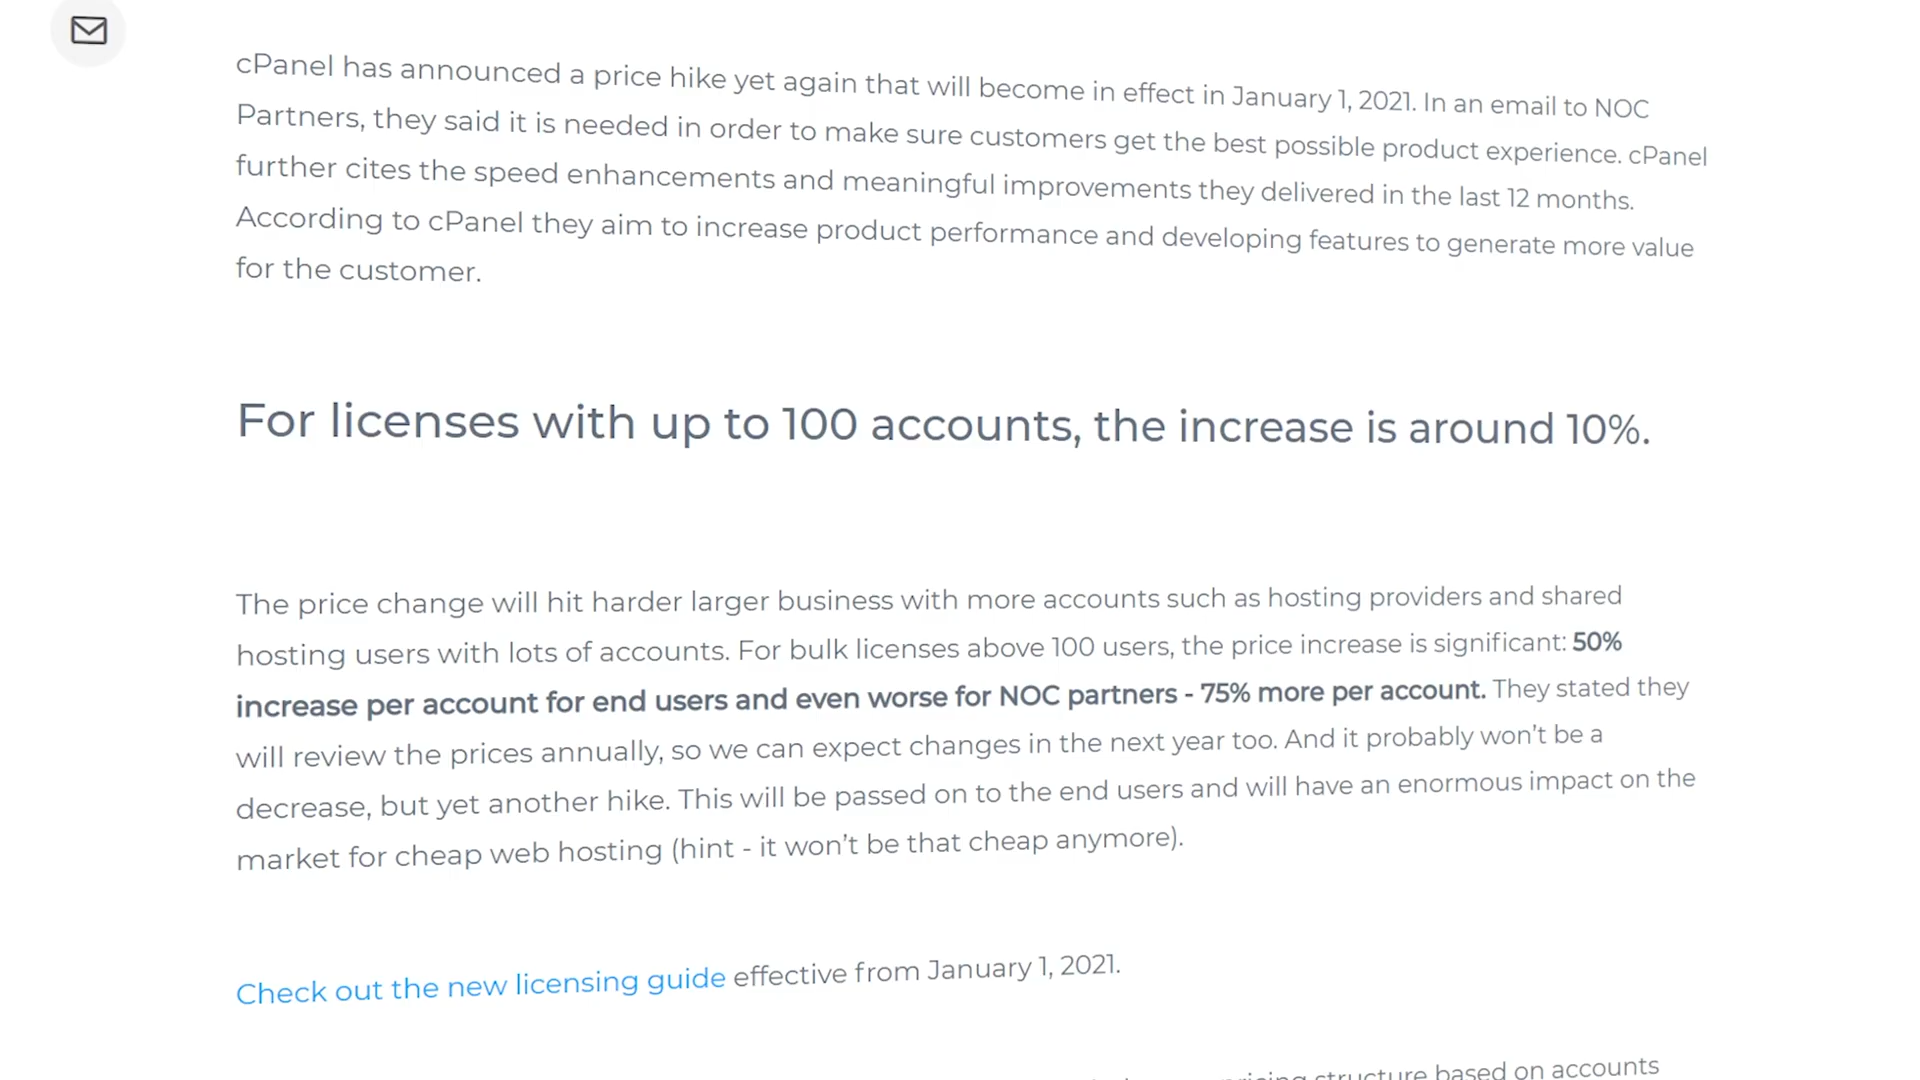 cPanel has announced a price hike yet again that will become in effect in January 1, 2021. In an email to NOC
Partners, they said it is needed in order to make sure customers get the best possible product experience. cPanel
further cites the speed enhancements and meaningful improvements they delivered in the last 12 months.
According to cPanel they aim to increase product performance and developing features to generate more value
for the customer.
For licenses with up to 100 accounts, the increase is around 10%.
The price change will hit harder larger business with more accounts such as hosting providers and shared
hosting users with lots of accounts. For bulk licenses above 100 users, the price increase is significant: 50%
increase per account for end users and even worse for NOC partners - 75% more per account. They stated they
will review the prices annually, so we can expect changes in the next year too. And it probably won't be a
decrease, but yet another hike. This will be passed on to the end users and will have an enormous impact on the
market for cheap web hosting (hint - it won't be that cheap anymore).
Check out the new licensing guide effective from January 1, 2021.
structure based on accounts